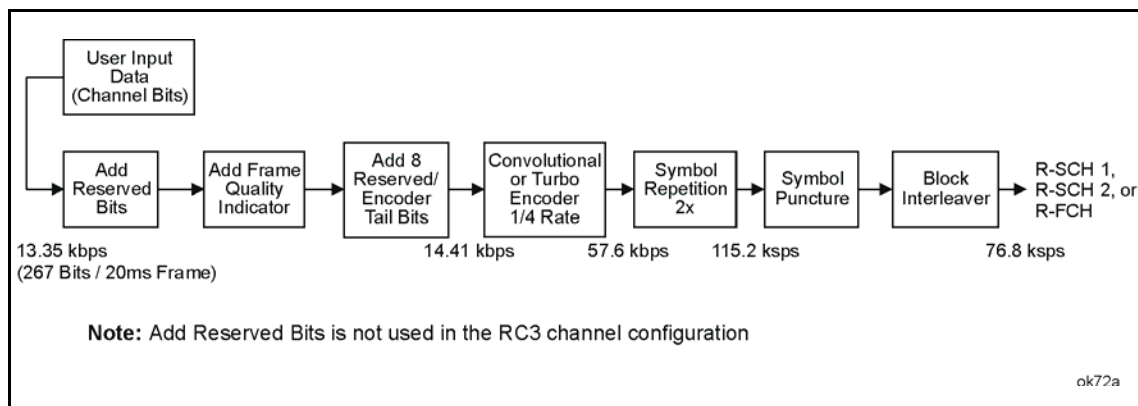 User Input
Data
(Channel Bits)
Add
Reserved
Bits
Add Frame
Quality
Indicator
Add 8
Reserved/
Encoder
Tail Bits
Convolutional
or Turbo
Encoder
1/4 Rate
Symbol
Repetition
2x
Symbol
Puncture
Block
Interleaver
R-SCH 1,
R-SCH 2, or
R-FCH
13.35 kbps
(267 Bits / 20ms Frame)
14.41 kbps
57.6 kbps
115.2 ksps
76.8 ksps
Note: Add Reserved Bits is not used in the RC3 channel configuration
ok72a